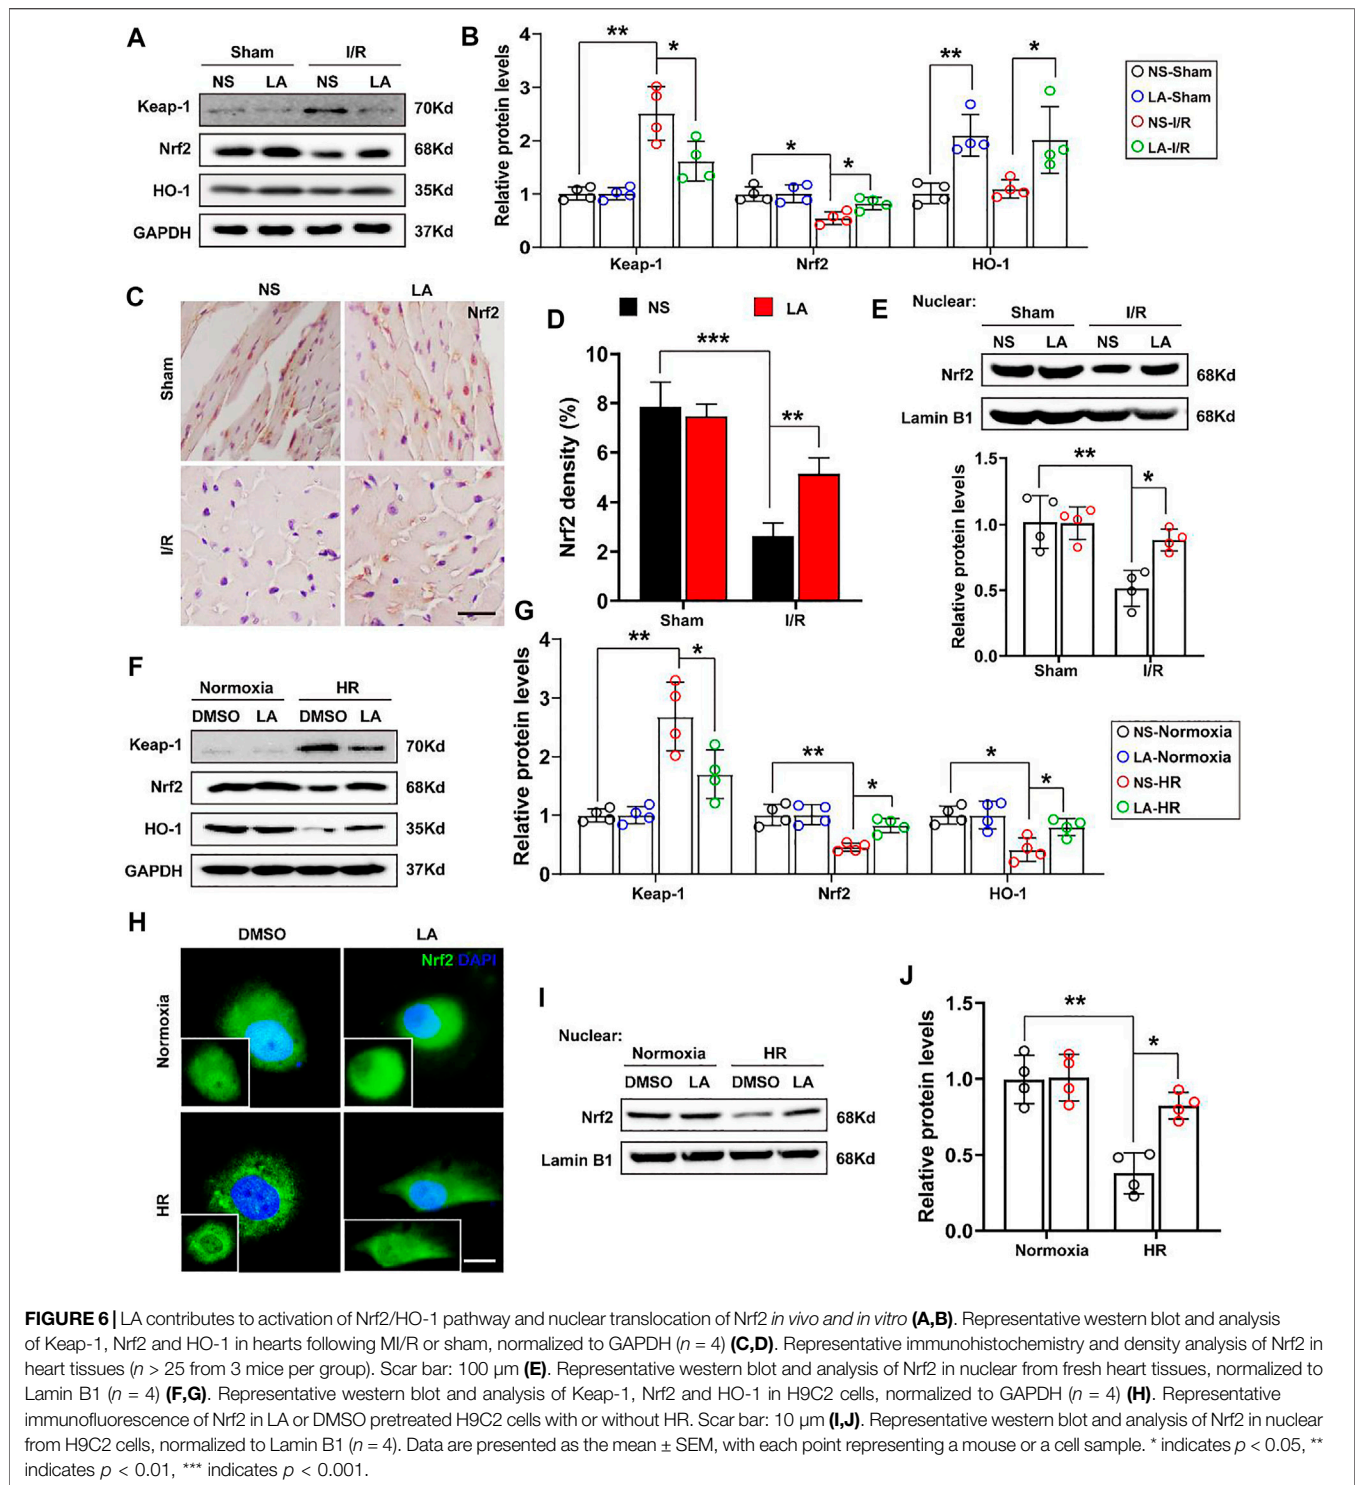 A
Sham I/R
NS LA NS LA
Keap-1 70Kd
Nrf2 68Kd
HO-1 35Kd
GAPDH 37Kd
B
Relative protein levels
4
3
2
1
0
** * * * ** *
Keap-1 Nrf2 HO-1
NS-Sham
LA-Sham
NS-I/R
LA-I/R
C
NS LA
Nrf2
Sham
I/R
D
NS LA
Nrf2 density (%)
10
8
6
4
2
0
*** **
Sham I/R
E
Nuclear:
Sham I/R
NS LA NS LA
Nrf2 68Kd
Lamin B1 68Kd
Relative protein levels
1.5
1.0
0.5
0.0
** *
Sham I/R
F
Normoxia HR
DMSO LA DMSO LA
Keap-1 70Kd
Nrf2 68Kd
HO-1 35Kd
GAPDH 37Kd
G
Relative protein levels
4
3
2
1
0
** * ** * * *
Keap-1 Nrf2 HO-1
NS-Normoxia
LA-Normoxia
NS-HR
LA-HR
H
DMSO LA
Nrf2 DAPI
Normoxia
HR
I
Nuclear:
Normoxia HR
DMSO LA DMSO LA
Nrf2 68Kd
Lamin B1 68Kd
J
Relative protein levels
1.5
1.0
0.5
0.0
** *
Normoxia HR
FIGURE 6 | LA contributes to activation of Nrf2/HO-1 pathway and nuclear translocation of Nrf2 in vivo and in vitro (A,B). Representative western blot and analysis
of Keap-1, Nrf2 and HO-1 in hearts following MI/R or sham, normalized to GAPDH (n = 4) (C,D). Representative immunohistochemistry and density analysis of Nrf2 in
heart tissues (n > 25 from 3 mice per group). Scar bar: 100 μm (E). Representative western blot and analysis of Nrf2 in nuclear from fresh heart tissues, normalized to
Lamin B1 (n = 4) (F,G). Representative western blot and analysis of Keap-1, Nrf2 and HO-1 in H9C2 cells, normalized to GAPDH (n = 4) (H). Representative
immunofluorescence of Nrf2 in LA or DMSO pretreated H9C2 cells with or without HR. Scar bar: 10 μm (I,J). Representative western blot and analysis of Nrf2 in nuclear
from H9C2 cells, normalized to Lamin B1 (n = 4). Data are presented as the mean ± SEM, with each point representing a mouse or a cell sample. * indicates p < 0.05, **
indicates p < 0.01, *** indicates p < 0.001.